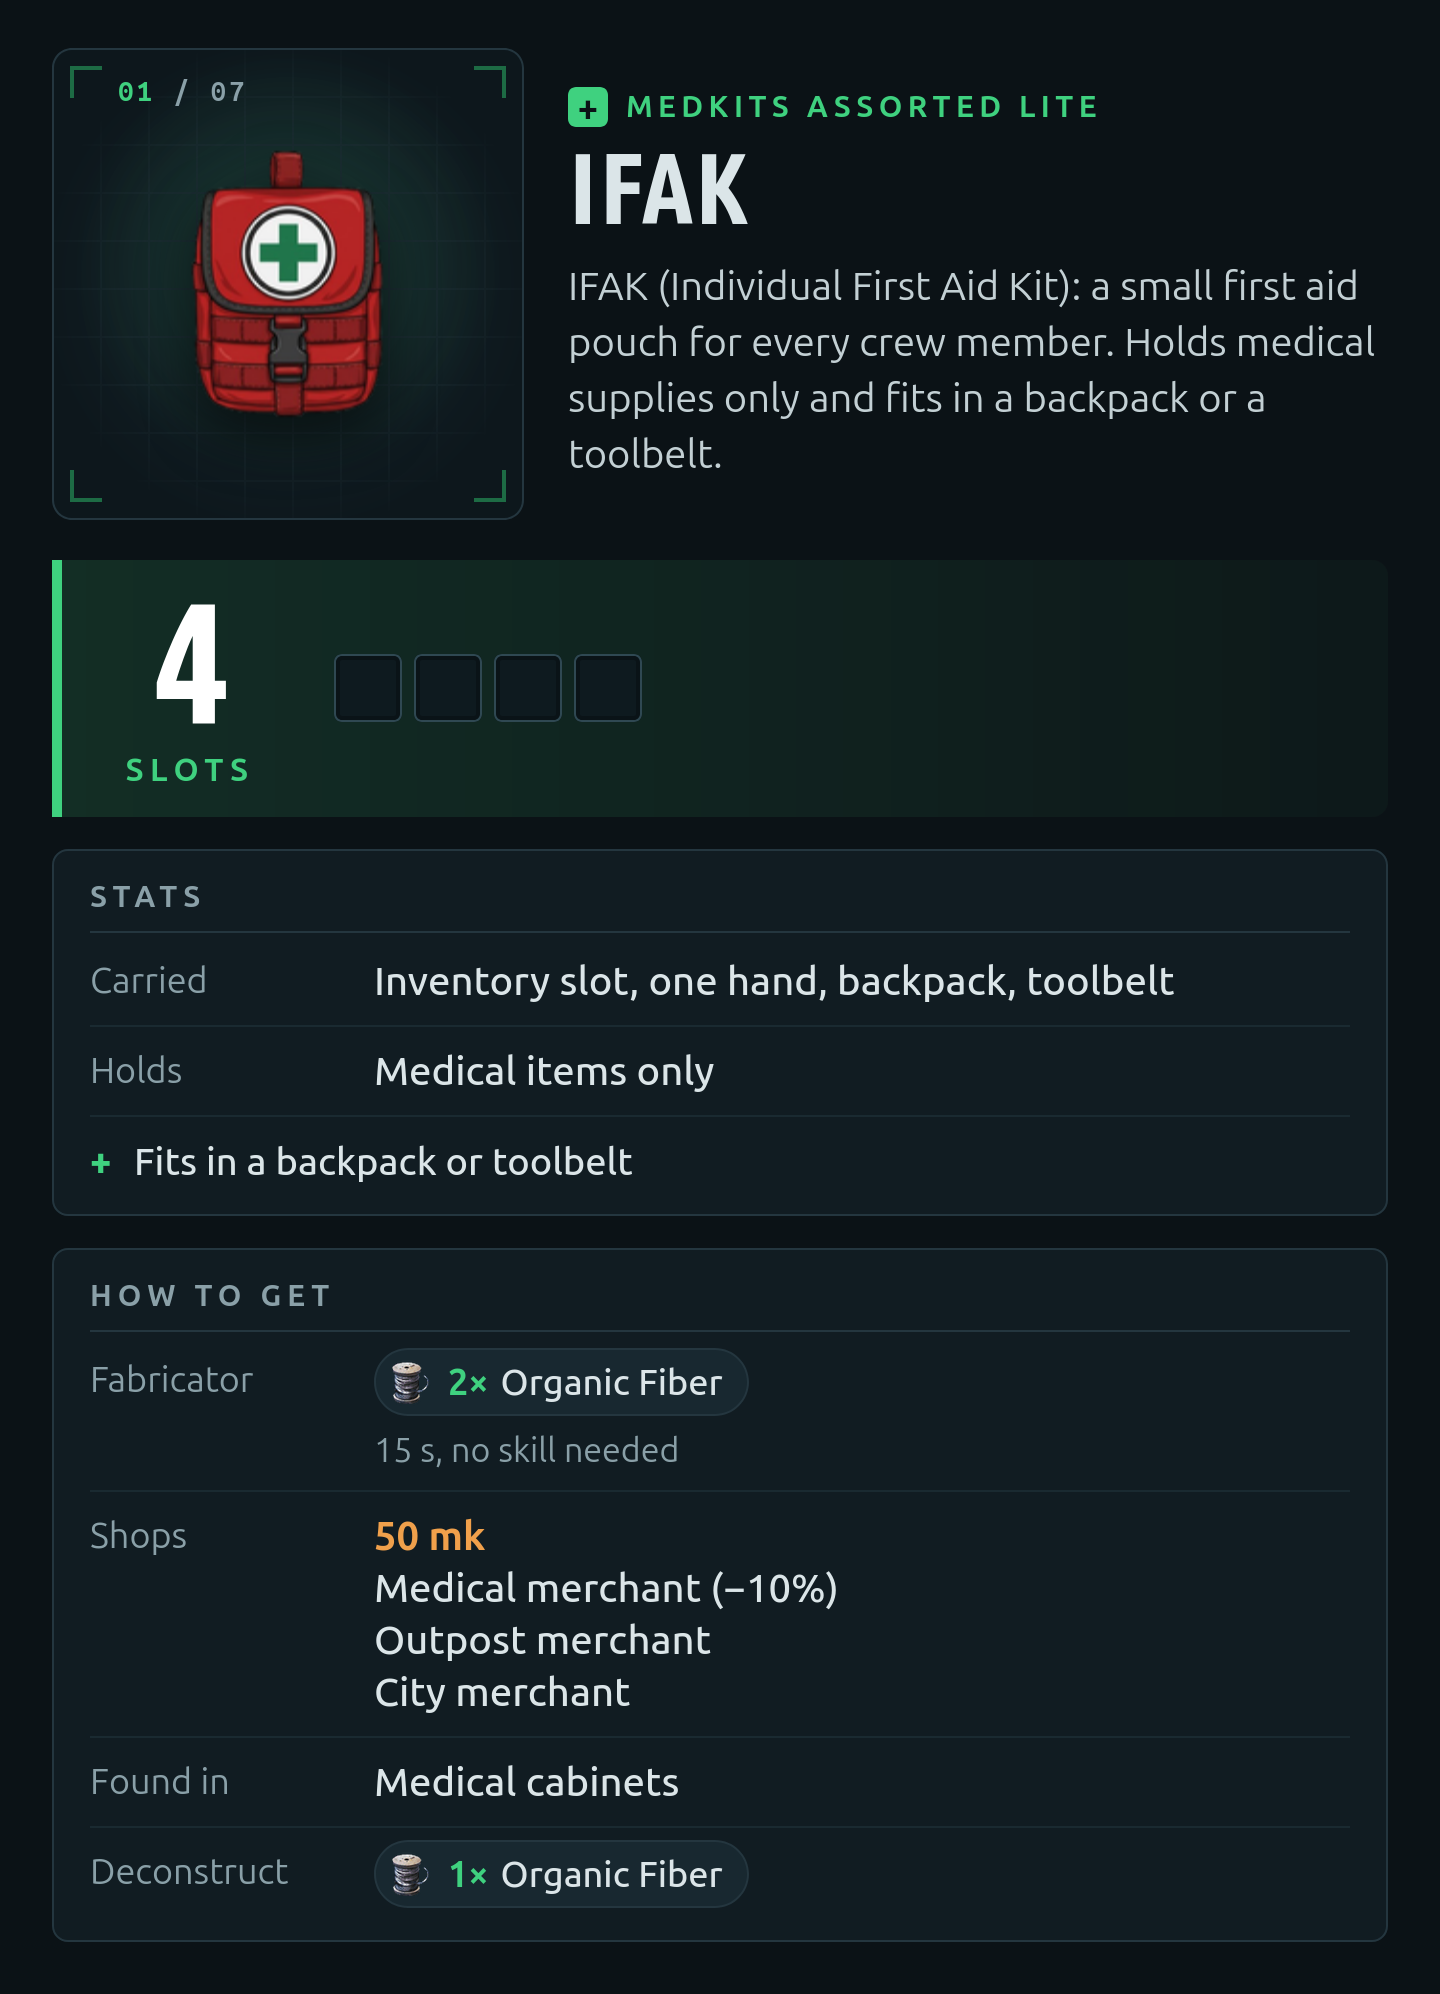 01 / 07
MEDKITS ASSORTED LITE
IFAK
IFAK (Individual First Aid Kit): a small first aid
pouch for every crew member. Holds medical
supplies only and fits in a backpack or a
toolbelt.
4
SLOTS
STATS
Carried Inventory slot, one hand, backpack, toolbelt
Holds Medical items only
+ Fits in a backpack or toolbelt
HOW TO GET
Fabricator 2× Organic Fiber
15 s, no skill needed
Shops 50 mk
Medical merchant (−10%)
Outpost merchant
City merchant
Found in Medical cabinets
Deconstruct 1× Organic Fiber